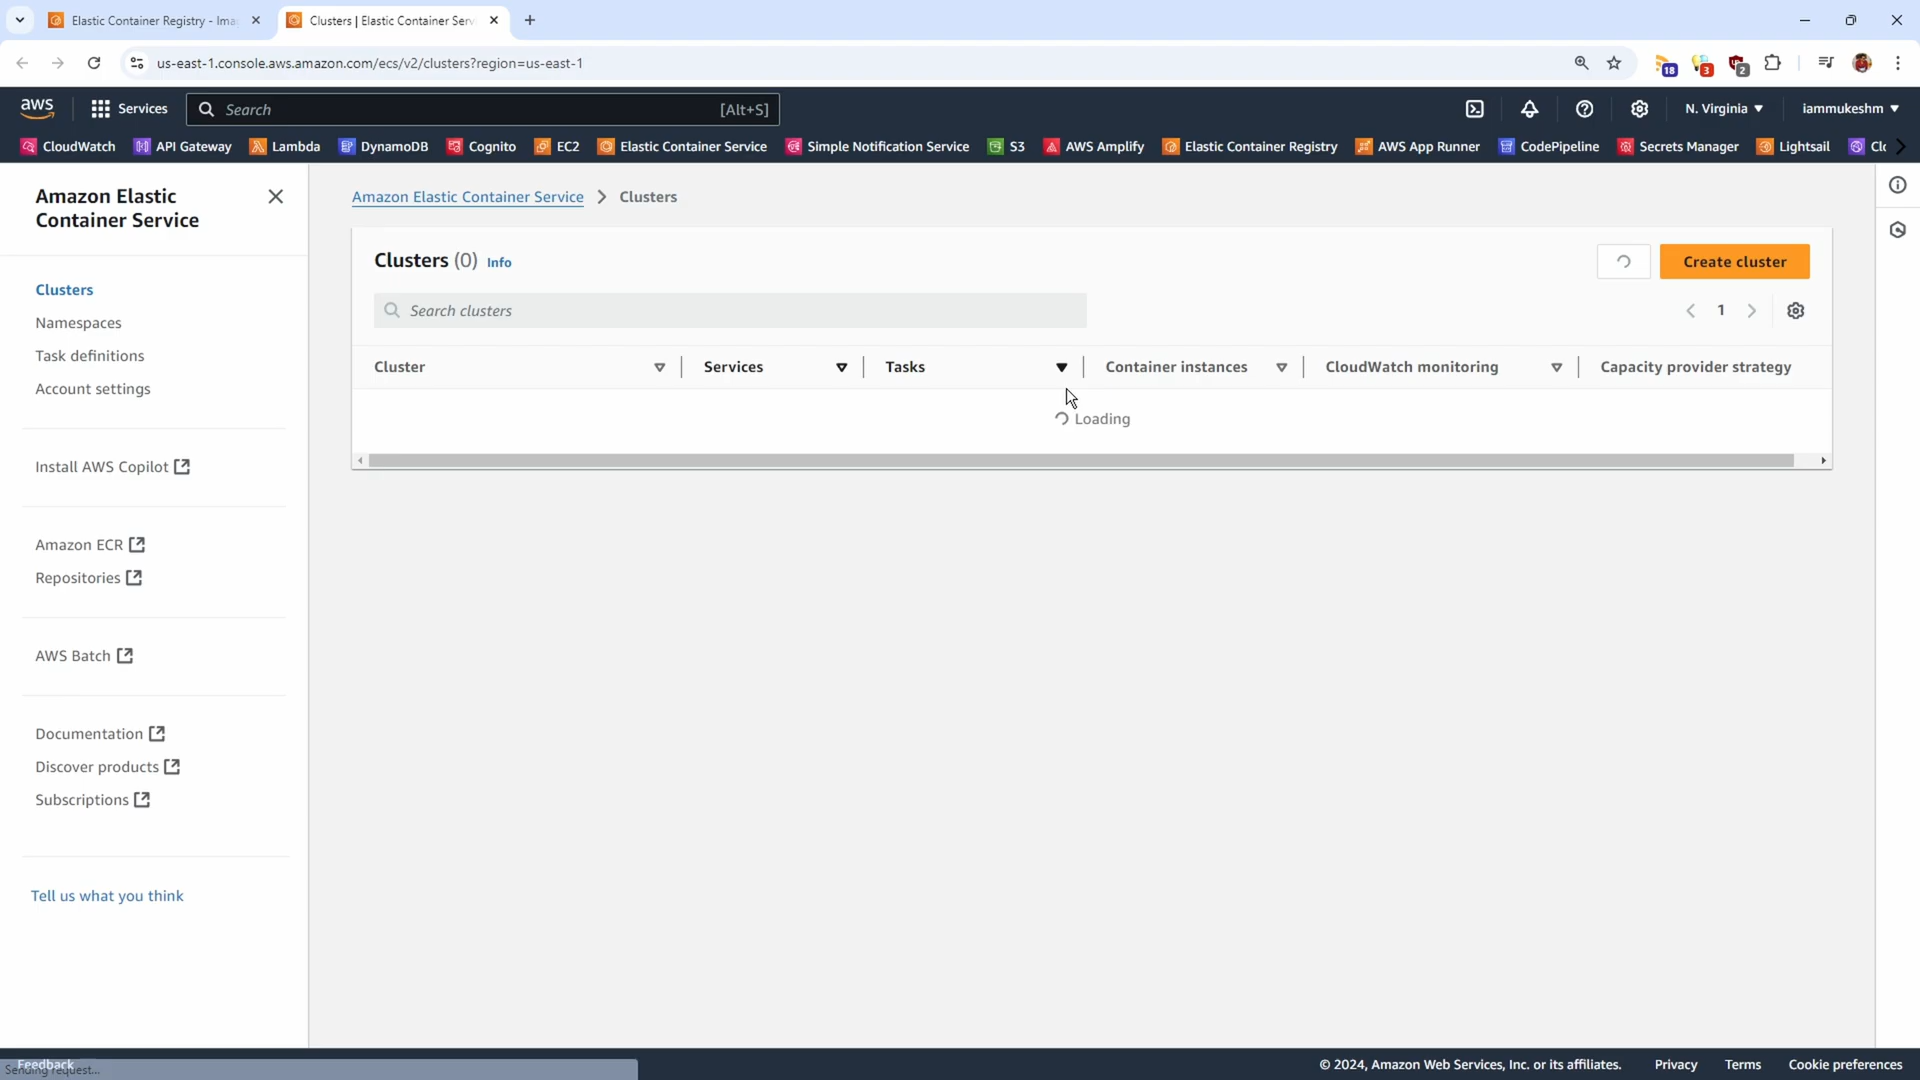 Elastic Container Registry - Ima
Clusters | Elastic Container Serv
us-east-1.console.aws.amazon.com/ecs/v2/clusters?region=us-east-1
18
3
2
aws
Services
Search
[Alt+S]
N. Virginia
iammukeshm
CloudWatch
API Gateway
Lambda
DynamoDB
Cognito
EC2
Elastic Container Service
Simple Notification Service
S3
AWS Amplify
Elastic Container Registry
AWS App Runner
CodePipeline
Secrets Manager
Lightsail
Clc
Amazon Elastic
Container Service
Clusters
Namespaces
Task definitions
Account settings
Install AWS Copilot
Amazon ECR
Repositories
AWS Batch
Documentation
Discover products
Subscriptions
Tell us what you think
Amazon Elastic Container Service > Clusters
Clusters (0) Info
Create cluster
Search clusters
1
Cluster
Services
Tasks
Container instances
CloudWatch monitoring
Capacity provider strategy
Loading
Feedback
Sending request...
© 2024, Amazon Web Services, Inc. or its affiliates.
Privacy
Terms
Cookie preferences